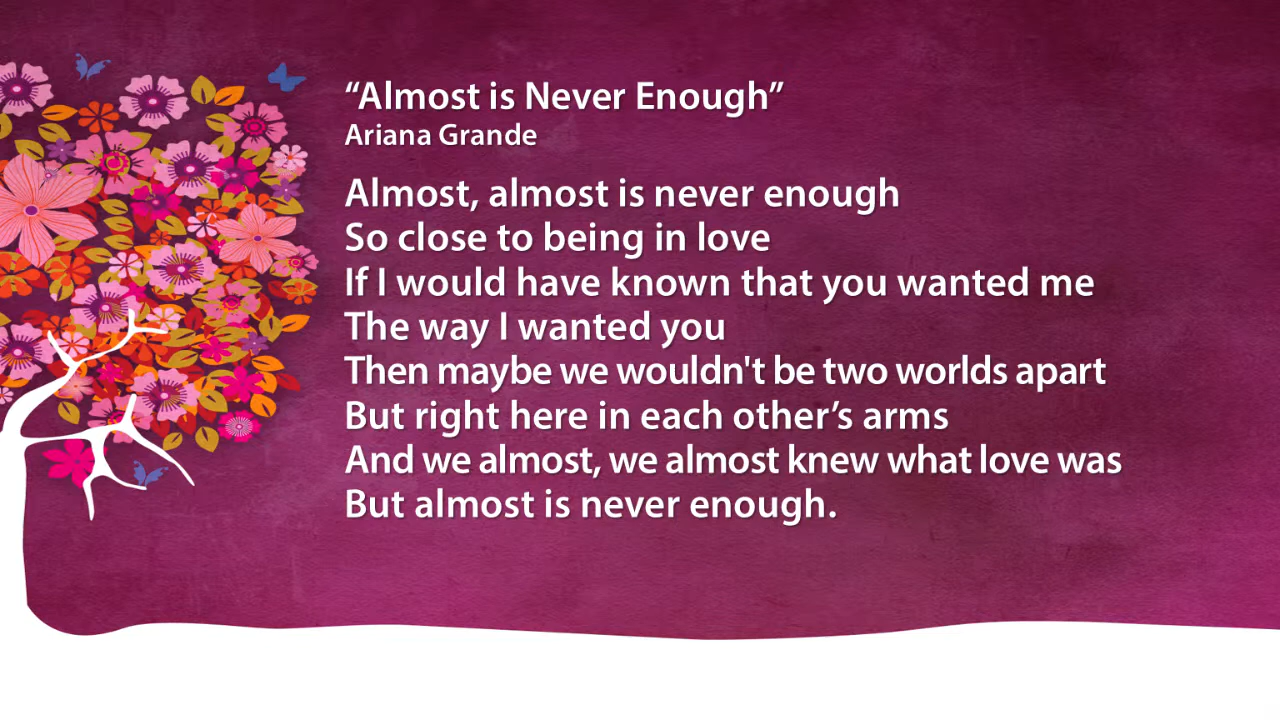 “Almost is Never Enough”
Ariana Grande
Almost, almost is never enough
So close to being in love
If I would have known that you wanted me
The way I wanted you
Then maybe we wouldn't be two worlds apart
But right here in each other’s arms
And we almost, we almost knew what love was
But almost is never enough.